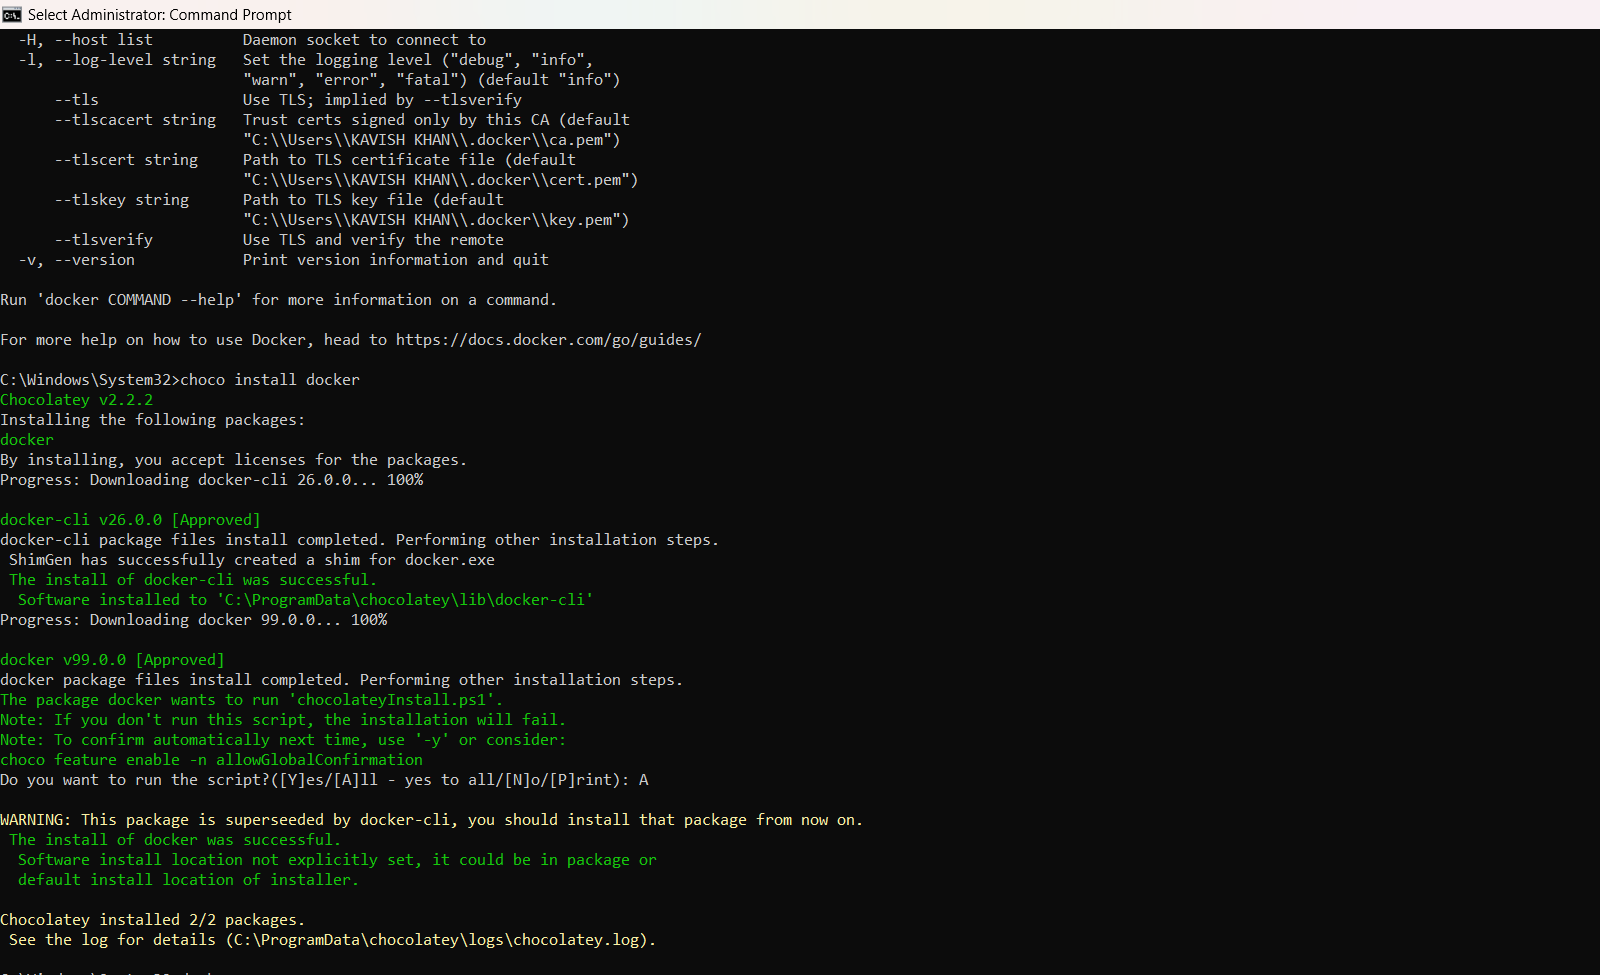 Select Administrator: Command Prompt
-H, --host list Daemon socket to connect to
-l, --log-level string Set the logging level ("debug", "info",
"warn", "error", "fatal") (default "info")
--tls Use TLS; implied by --tlsverify
--tlscacert string Trust certs signed only by this CA (default
"C:\\Users\\KAVISH KHAN\\.docker\\ca.pem")
--tlscert string Path to TLS certificate file (default
"C:\\Users\\KAVISH KHAN\\.docker\\cert.pem")
--tlskey string Path to TLS key file (default
"C:\\Users\\KAVISH KHAN\\.docker\\key.pem")
--tlsverify Use TLS and verify the remote
-v, --version Print version information and quit
Run 'docker COMMAND --help' for more information on a command.
For more help on how to use Docker, head to https://docs.docker.com/go/guides/
C:\Windows\System32>choco install docker
Chocolatey v2.2.2
Installing the following packages:
docker
By installing, you accept licenses for the packages.
Progress: Downloading docker-cli 26.0.0... 100%
docker-cli v26.0.0 [Approved]
docker-cli package files install completed. Performing other installation steps.
ShimGen has successfully created a shim for docker.exe
The install of docker-cli was successful.
Software installed to 'C:\ProgramData\chocolatey\lib\docker-cli'
Progress: Downloading docker 99.0.0... 100%
docker v99.0.0 [Approved]
docker package files install completed. Performing other installation steps.
The package docker wants to run 'chocolateyInstall.ps1'.
Note: If you don't run this script, the installation will fail.
Note: To confirm automatically next time, use '-y' or consider:
choco feature enable -n allowGlobalConfirmation
Do you want to run the script?([Y]es/[A]ll - yes to all/[N]o/[P]rint): A
WARNING: This package is superseeded by docker-cli, you should install that package from now on.
The install of docker was successful.
Software install location not explicitly set, it could be in package or
default install location of installer.
Chocolatey installed 2/2 packages.
See the log for details (C:\ProgramData\chocolatey\logs\chocolatey.log).